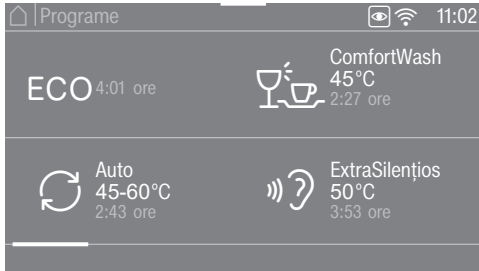 Programe 11:02
ECO 4:01 ore
ComfortWash
45°C
2:27 ore
Auto
45-60°C
2:43 ore
ExtraSilențios
50°C
3:53 ore